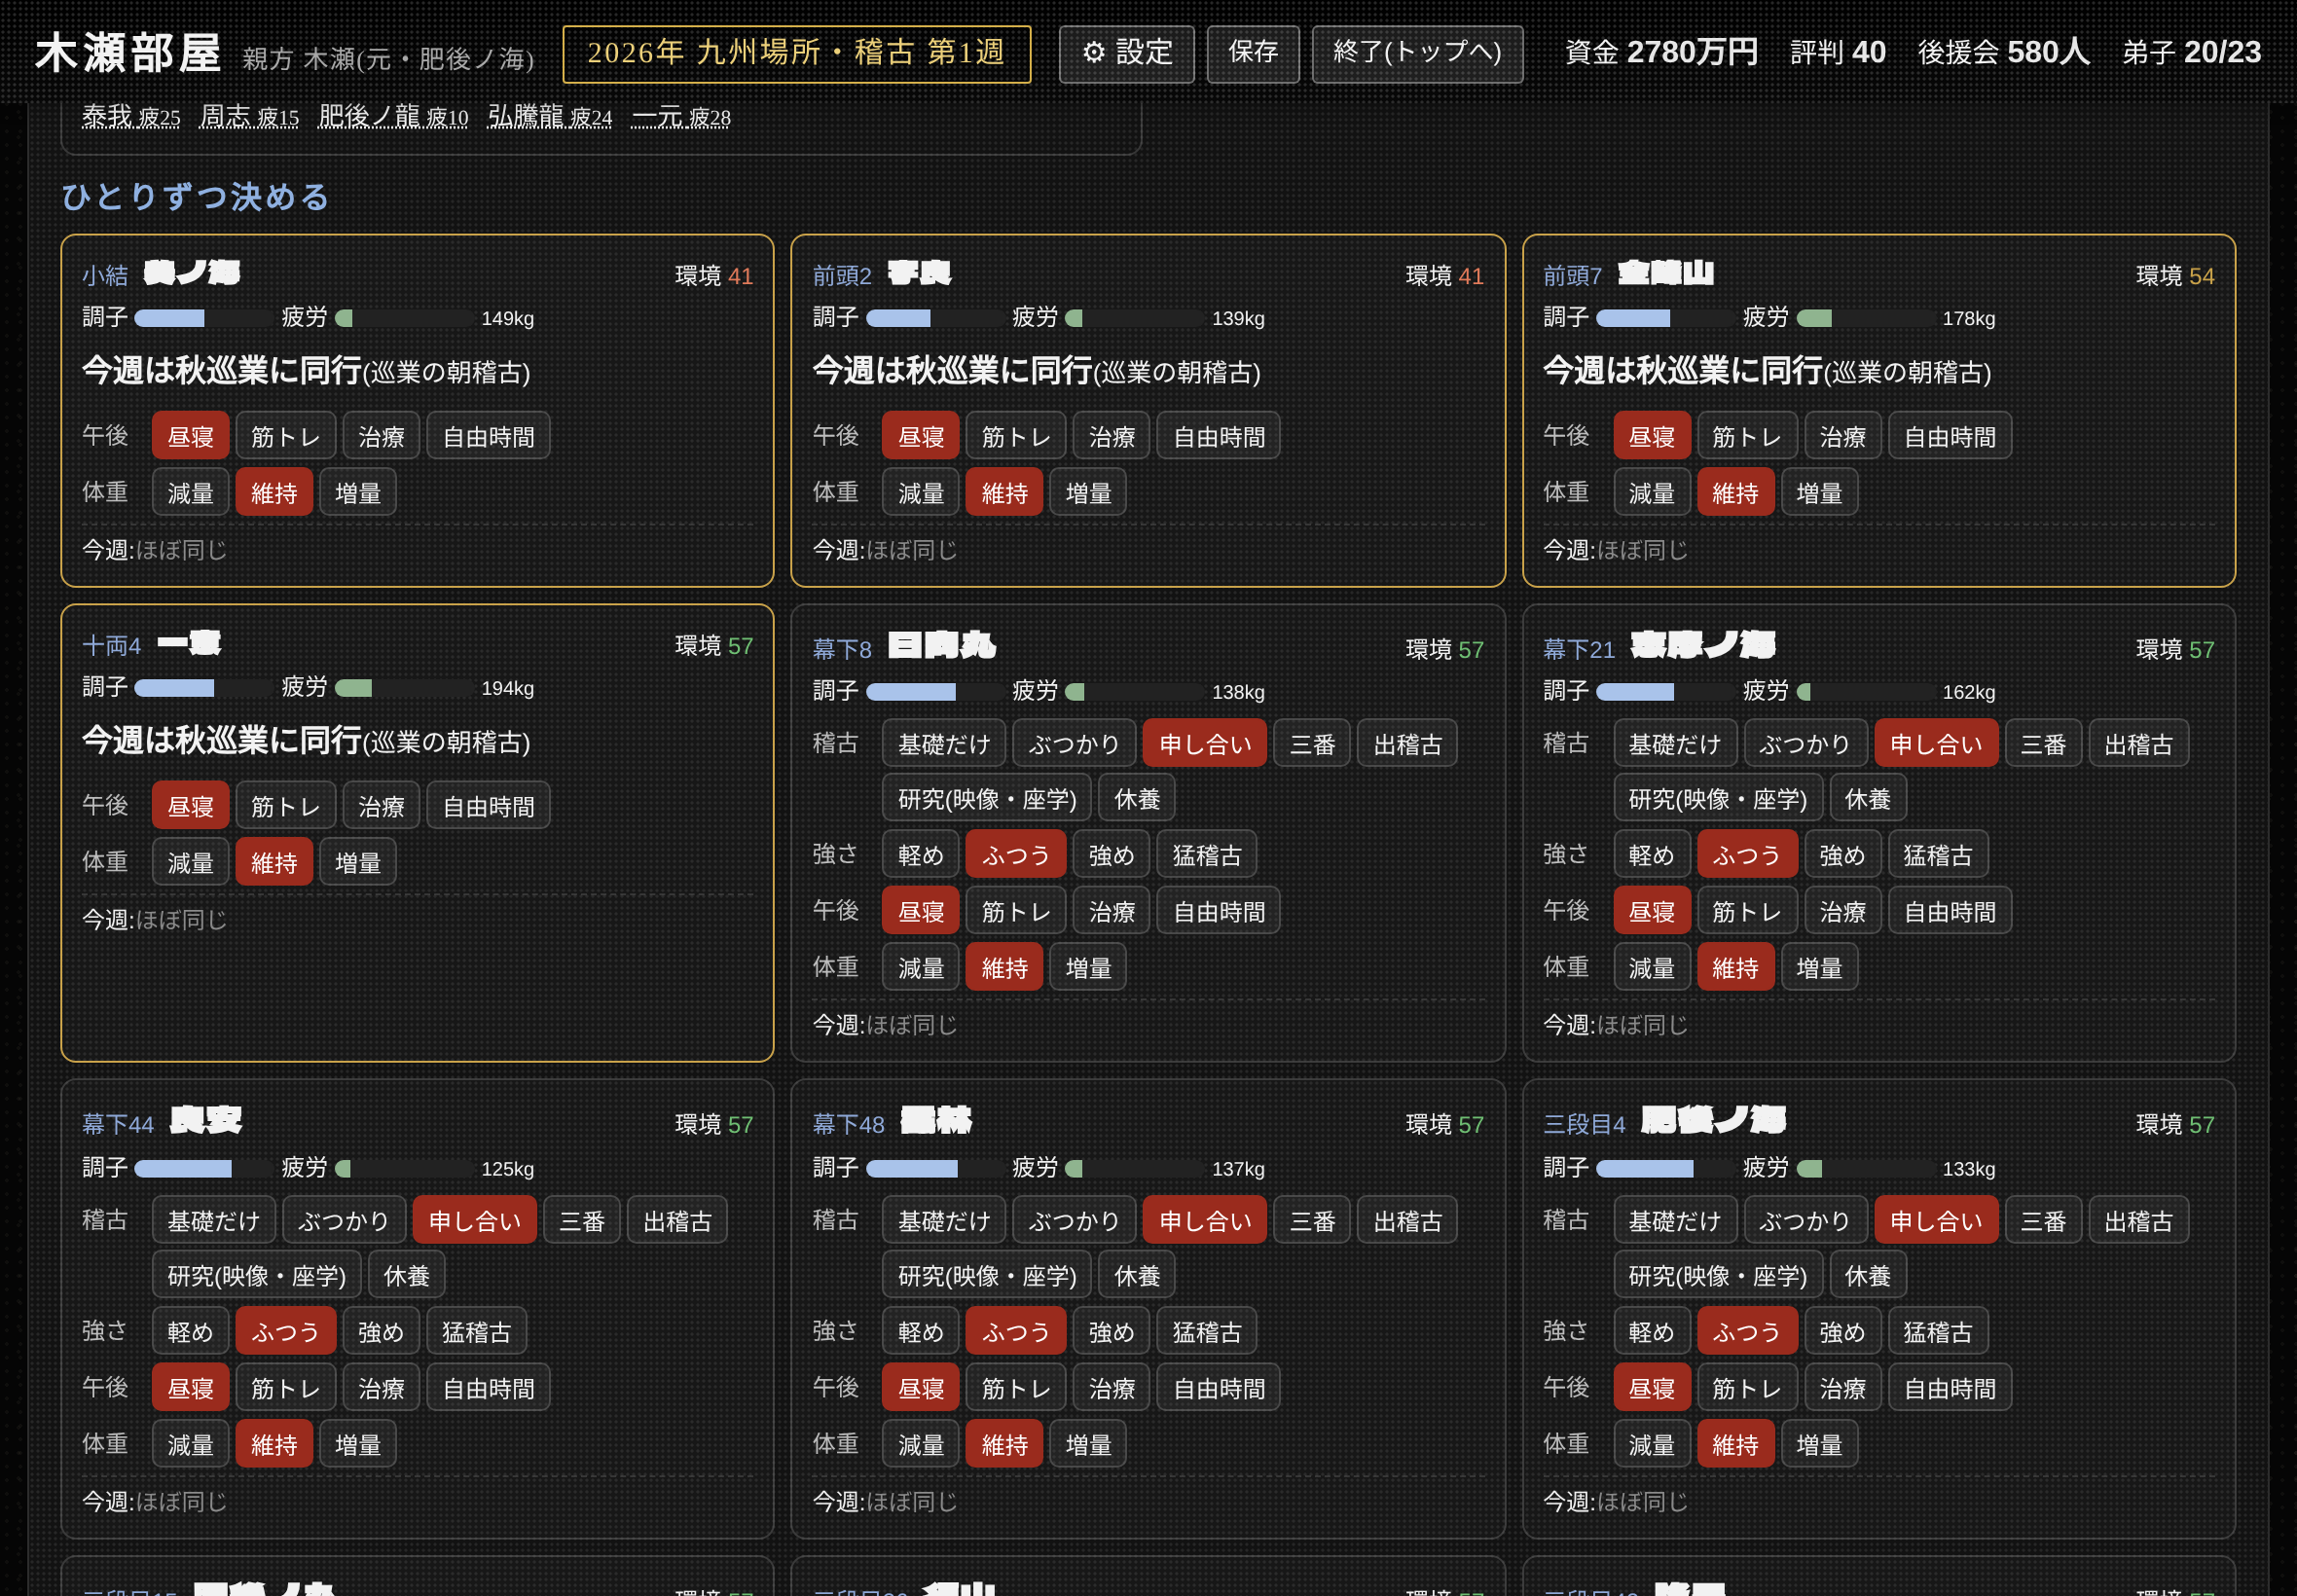 木瀬部屋 親方 木瀬(元・肥後ノ海) 2026年 九州場所・稽古 第1週 ⚙ 設定 保存 終了(トップへ) 資金 2780万円 評判 40 後援会 580人 弟子 20/23
泰我 疲25 周志 疲15 肥後ノ龍 疲10 弘騰龍 疲24 一元 疲28
ひとりずつ決める
小結 美ノ海 環境 41
調子 疲労 149kg
今週は秋巡業に同行(巡業の朝稽古)
午後 昼寝 筋トレ 治療 自由時間
体重 減量 維持 増量
今週:ほぼ同じ
前頭2 環境 41
調子 疲労 139kg
今週は秋巡業に同行(巡業の朝稽古)
午後 昼寝 筋トレ 治療 自由時間
体重 減量 維持 増量
今週:ほぼ同じ
前頭7 金峰山 環境 54
調子 疲労 178kg
今週は秋巡業に同行(巡業の朝稽古)
午後 昼寝 筋トレ 治療 自由時間
体重 減量 維持 増量
今週:ほぼ同じ
十両4 環境 57
調子 疲労 194kg
今週は秋巡業に同行(巡業の朝稽古)
午後 昼寝 筋トレ 治療 自由時間
体重 減量 維持 増量
今週:ほぼ同じ
幕下8 日向丸 環境 57
調子 疲労 138kg
稽古 基礎だけ ぶつかり 申し合い 三番 出稽古
研究(映像・座学) 休養
強さ 軽め ふつう 強め 猛稽古
午後 昼寝 筋トレ 治療 自由時間
体重 減量 維持 増量
今週:ほぼ同じ
幕下21 志摩ノ海 環境 57
調子 疲労 162kg
稽古 基礎だけ ぶつかり 申し合い 三番 出稽古
研究(映像・座学) 休養
強さ 軽め ふつう 強め 猛稽古
午後 昼寝 筋トレ 治療 自由時間
体重 減量 維持 増量
今週:ほぼ同じ
幕下44 環境 57
調子 疲労 125kg
稽古 基礎だけ ぶつかり 申し合い 三番 出稽古
研究(映像・座学) 休養
強さ 軽め ふつう 強め 猛稽古
午後 昼寝 筋トレ 治療 自由時間
体重 減量 維持 増量
今週:ほぼ同じ
幕下48 環境 57
調子 疲労 137kg
稽古 基礎だけ ぶつかり 申し合い 三番 出稽古
研究(映像・座学) 休養
強さ 軽め ふつう 強め 猛稽古
午後 昼寝 筋トレ 治療 自由時間
体重 減量 維持 増量
今週:ほぼ同じ
三段目4 肥後ノ海 環境 57
調子 疲労 133kg
稽古 基礎だけ ぶつかり 申し合い 三番 出稽古
研究(映像・座学) 休養
強さ 軽め ふつう 強め 猛稽古
午後 昼寝 筋トレ 治療 自由時間
体重 減量 維持 増量
今週:ほぼ同じ